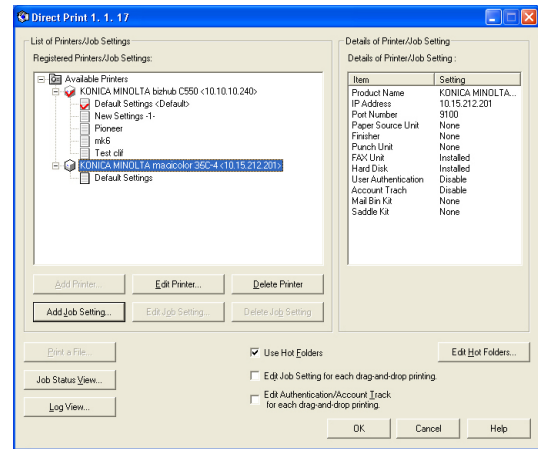 Direct Print 1. 1. 17
List of Printers/Job Settings
Registered Printers/Job Settings:
Available Printers
KONICA MINOLTA bizhub C550 <10.10.10.240>
Default Settings <Default>
New Settings -1-
Pioneer
mk6
Test clif
KONICA MINOLTA magicolor 36C-4 <10.15.212.201>
Default Settings
Add Printer...
Edit Printer...
Delete Printer
Add Job Setting...
Edit Job Setting...
Delete Job Setting
Details of Printer/Job Setting
Details of Printer/Job Setting :
Item Setting
Product Name KONICA MINOLTA...
IP Address 10.15.212.201
Port Number 9100
Paper Source Unit None
Finisher None
Punch Unit None
FAX Unit Installed
Hard Disk Installed
User Authentication Disable
Account Trach Disable
Mail Bin Kit None
Saddle Kit None
Print a File...
Job Status View...
Log View...
Use Hot Folders
Edit Hot Folders...
Edit Job Setting for each drag-and-drop printing.
Edit Authentication/Account Track
for each drag-and-drop printing.
OK
Cancel
Help